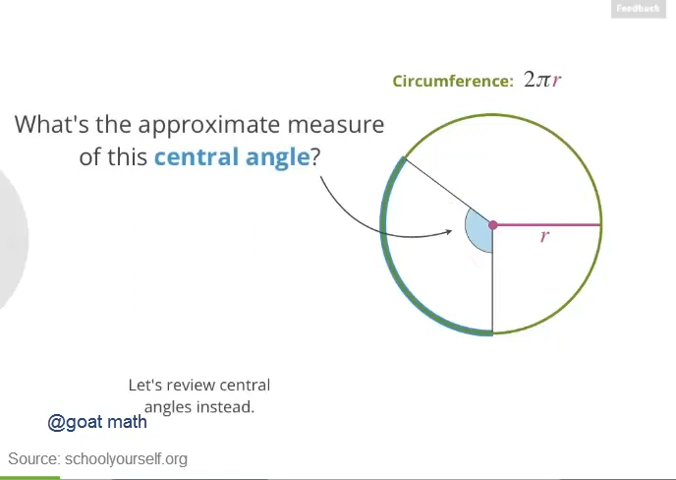 Feedback
Circumference: 2πr
What's the approximate measure
of this central angle?
r
Let's review central
angles instead.
@goat math
Source: schoolyourself.org